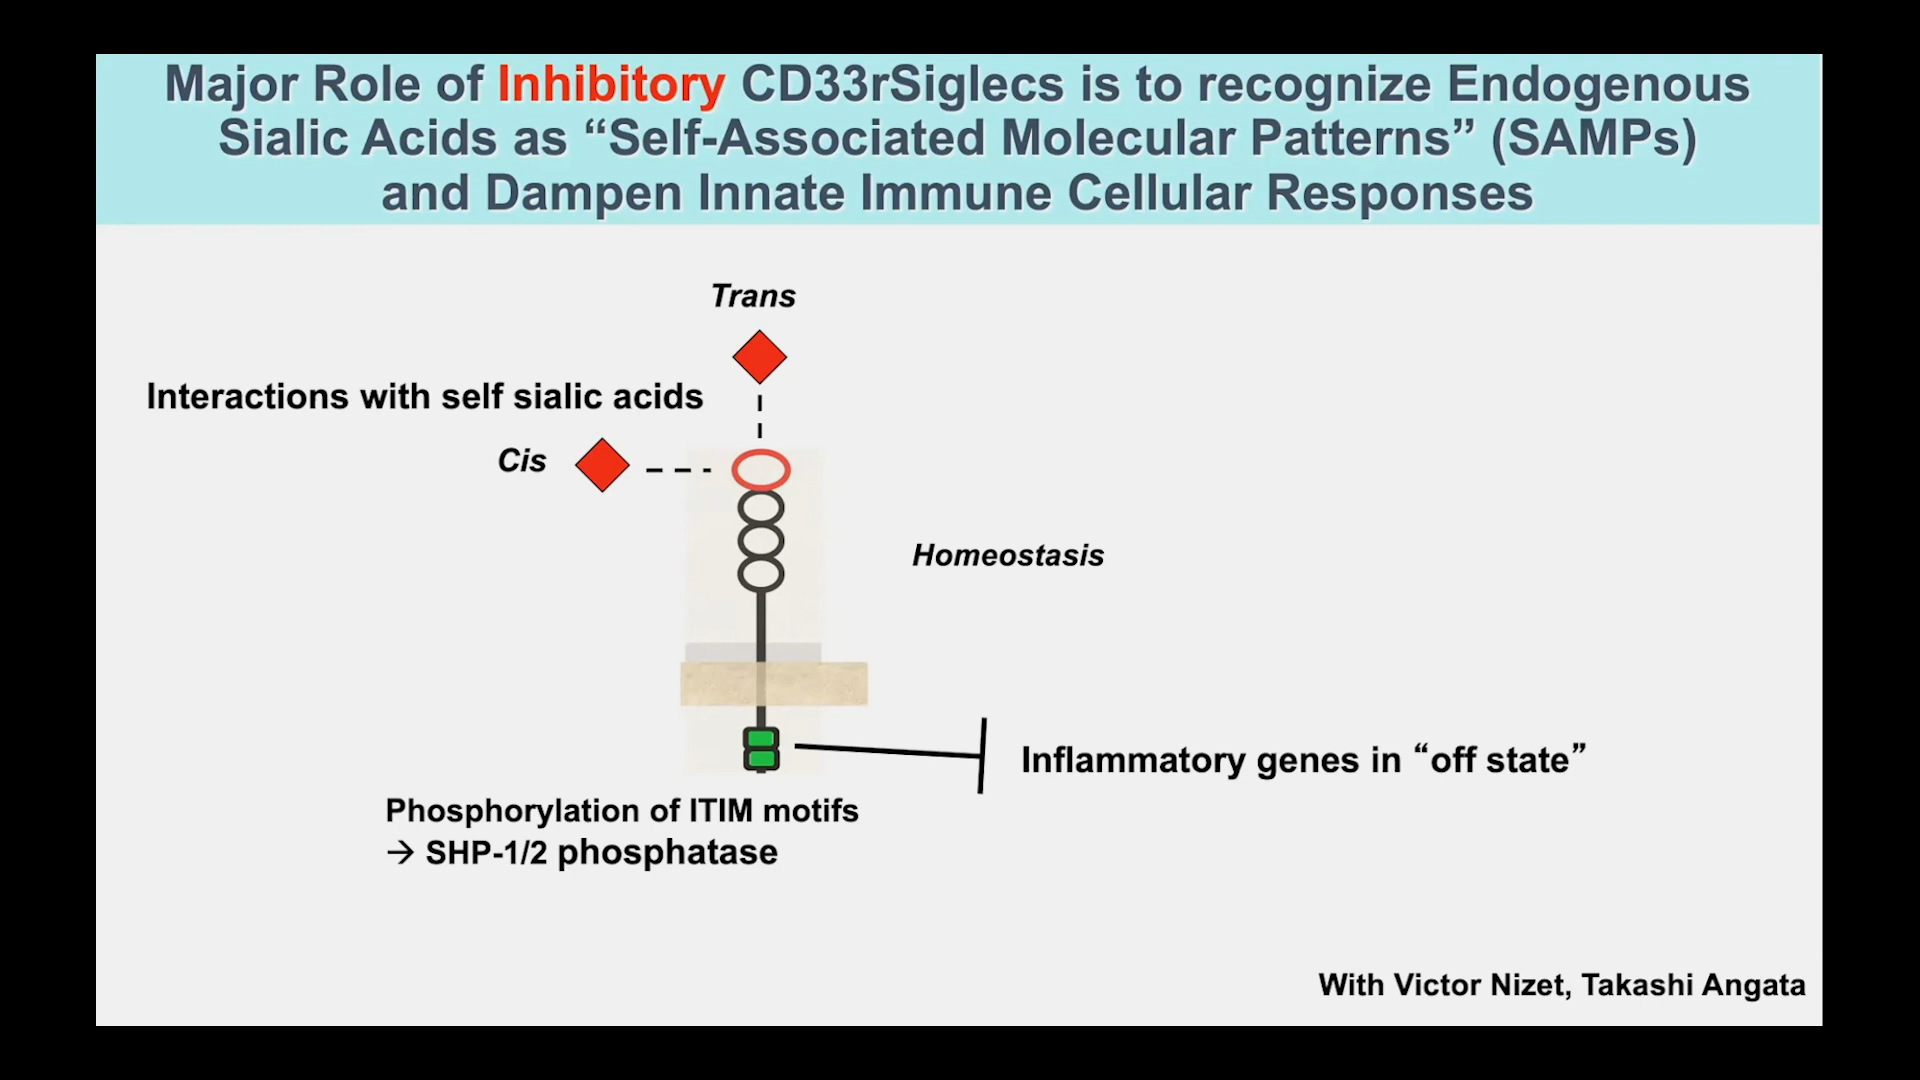 Major Role of Inhibitory CD33rSiglecs is to recognize Endogenous
Sialic Acids as “Self-Associated Molecular Patterns” (SAMPs)
and Dampen Innate Immune Cellular Responses
Trans
Interactions with self sialic acids
Cis
Homeostasis
Inflammatory genes in “off state”
Phosphorylation of ITIM motifs
→ SHP-1/2 phosphatase
With Victor Nizet, Takashi Angata